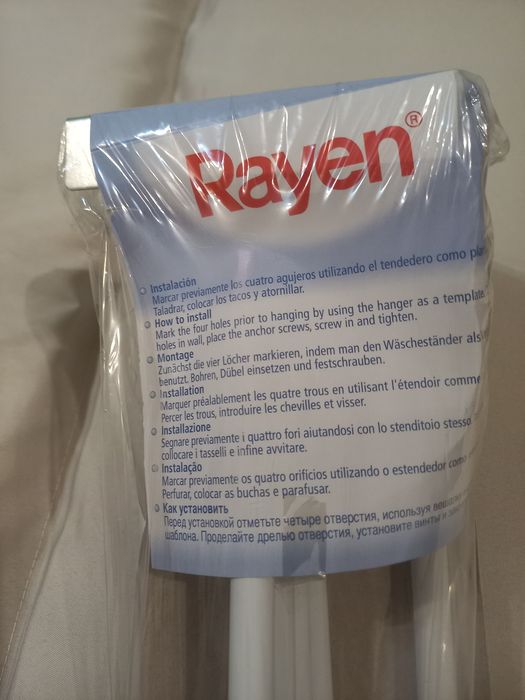 Rayen®
Instalación
Marcar previamente los cuatro agujeros utilizando el tendedero como
Taladrar, colocar los tacos y atornillar.
How to install
Mark the four holes prior to hanging by using the hanger as a template.
holes in wall, place the anchor screws, screw in and tighten.
Montage
Zunächst die vier Löcher markieren, indem man den Wäscheständer als
benutzt. Bohren, Dübel einsetzen und festschrauben.
Installation
Marquer préalablement les quatre trous en utilisant l'étendoir comme
Percer les trous, introduire les chevilles et visser.
Installazione
Segnare previamente i quattro fori aiutandosi con lo stenditoio stesso
collocare i tasselli e infine avvitare.
Instalação
Marcar previamente os quatro orifícios utilizando o estendedor como
Perfurar, colocar as buchas e parafusar.
Как установить
Перед установкой отметьте четыре отверстия, используя вешалку
шаблона. Проделайте дрелью отверстия, установите винты и